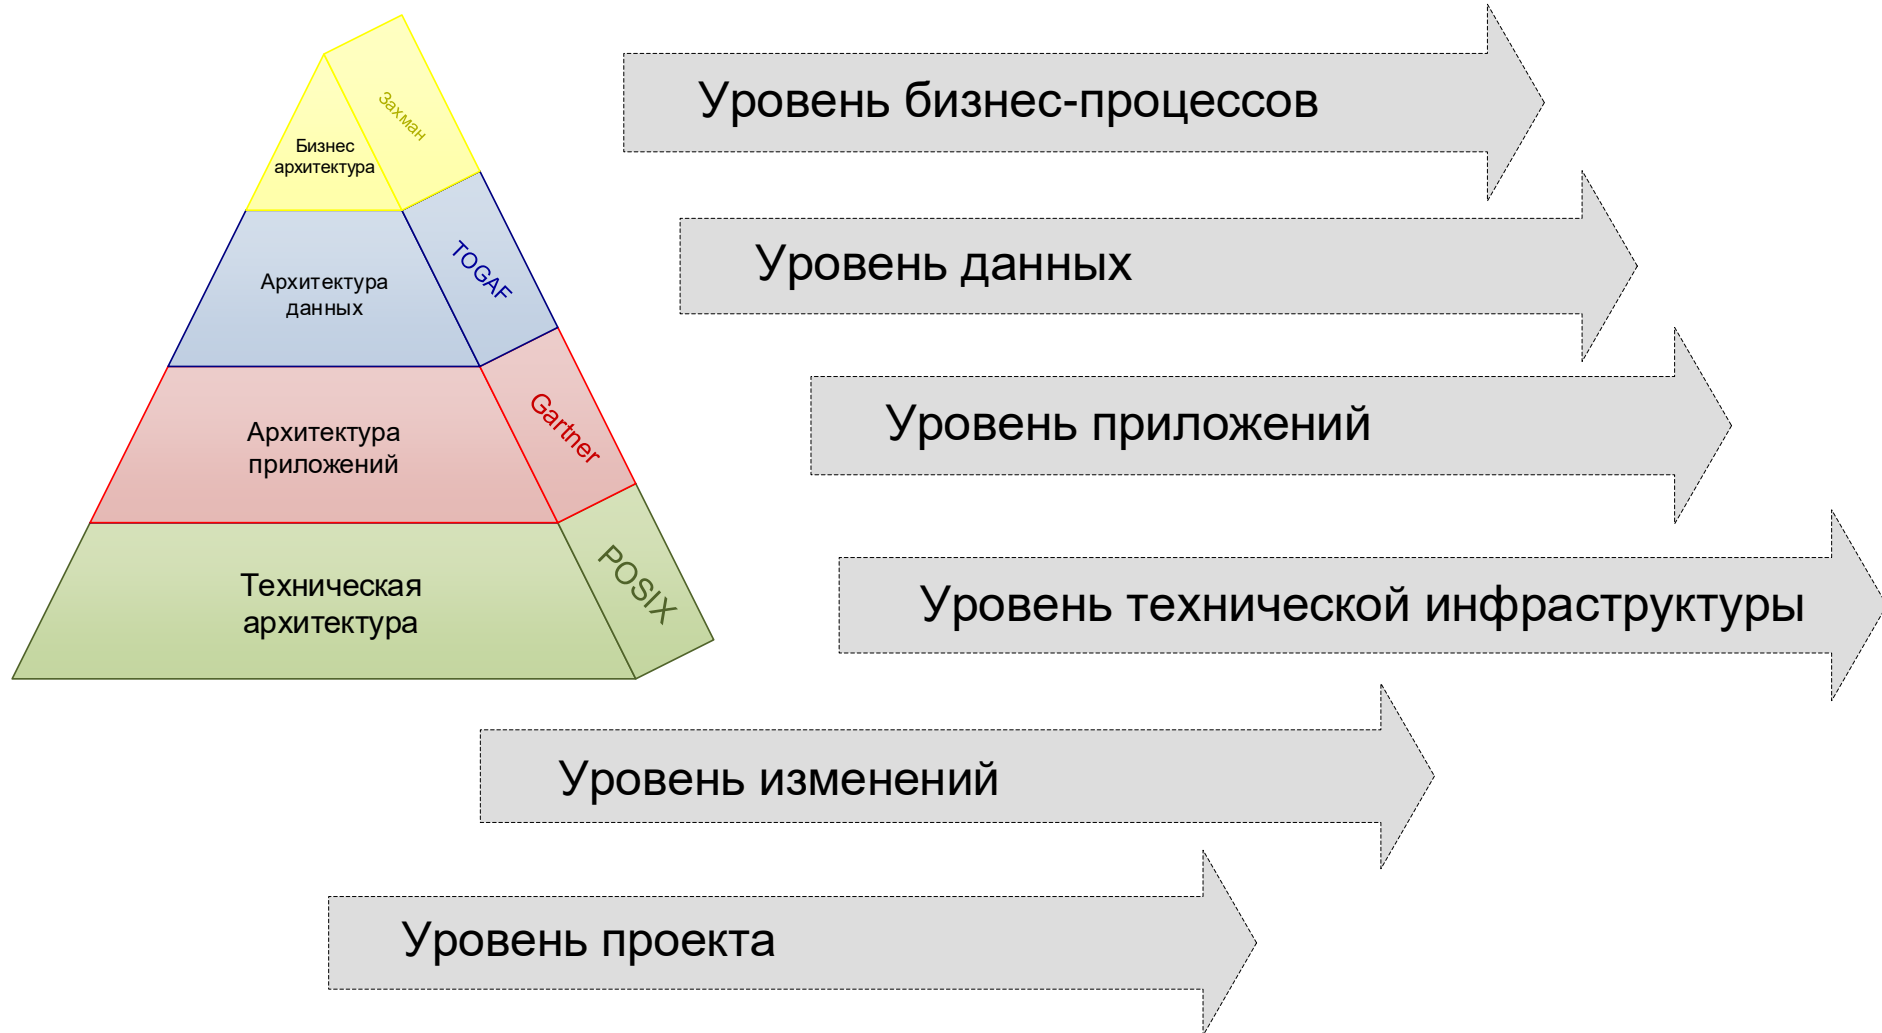 Захман
Бизнес
архитектура
Уровень бизнес-процессов
TOGAF
Архитектура
данных
Уровень данных
Gartner
Архитектура
приложений
Уровень приложений
POSIX
Техническая
архитектура
Уровень технической инфраструктуры
Уровень изменений
Уровень проекта